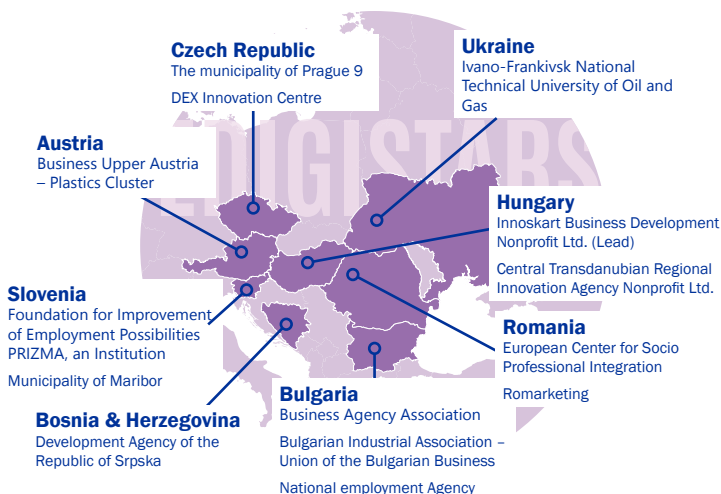 Czech Republic
The municipality of Prague 9
DEX Innovation Centre
Ukraine
Ivano-Frankivsk National
Technical University of Oil and
Gas
EDIGISTARS
Austria
Business Upper Austria
– Plastics Cluster
Hungary
Innoskart Business Development
Nonprofit Ltd. (Lead)
Central Transdanubian Regional
Innovation Agency Nonprofit Ltd.
Slovenia
Foundation for Improvement
of Employment Possibilities
PRIZMA, an Institution
Municipality of Maribor
Romania
European Center for Socio
Professional Integration
Romarketing
Bosnia & Herzegovina
Development Agency of the
Republic of Srpska
Bulgaria
Business Agency Association
Bulgarian Industrial Association –
Union of the Bulgarian Business
National employment Agency